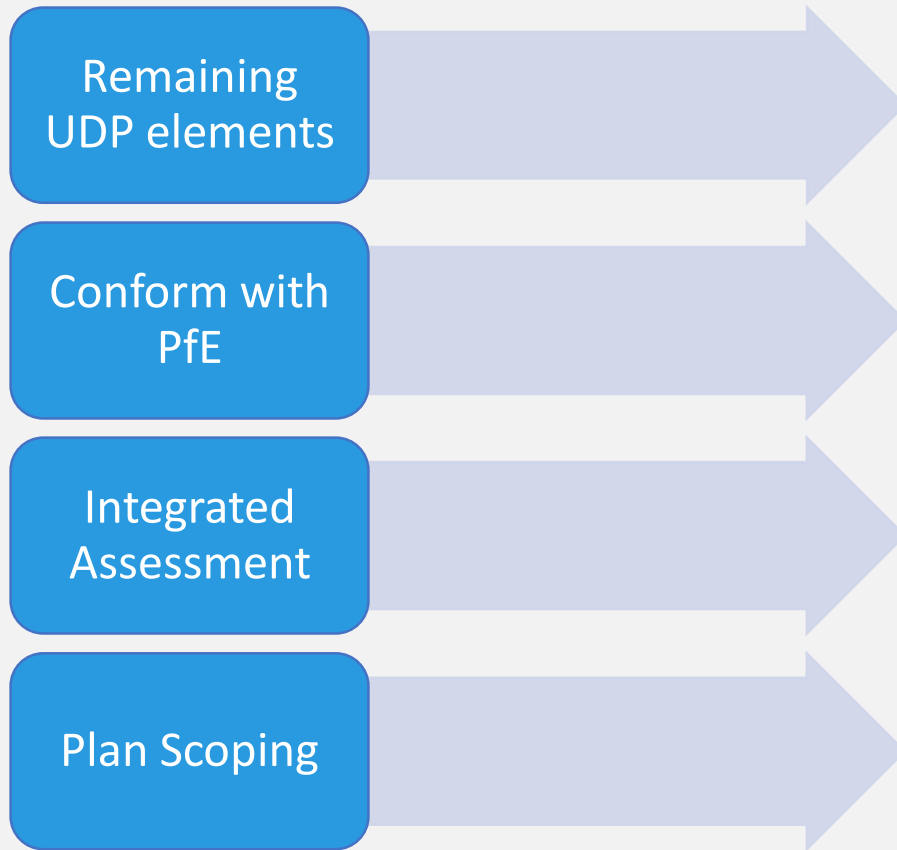 Remaining
UDP elements
Conform with
PfE
Integrated
Assessment
Plan Scoping